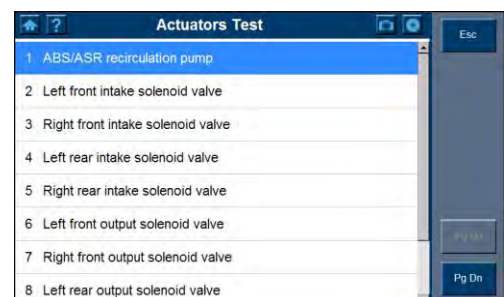 ? Actuators Test
Esc
1 ABS/ASR recirculation pump
2 Left front intake solenoid valve
3 Right front intake solenoid valve
4 Left rear intake solenoid valve
5 Right rear intake solenoid valve
6 Left front output solenoid valve
7 Right front output solenoid valve
8 Left rear output solenoid valve
Pg Up
Pg Dn